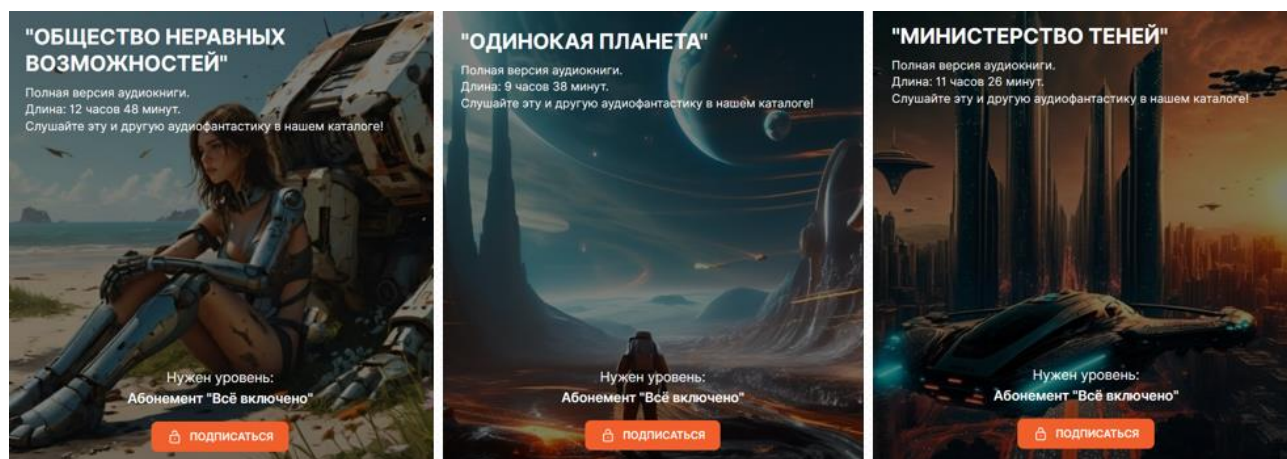 "ОБЩЕСТВО НЕРАВНЫХ
ВОЗМОЖНОСТЕЙ"
Полная версия аудиокниги.
Длина: 12 часов 48 минут.
Слушайте эту и другую аудиофантастику в нашем каталоге!
Нужен уровень:
Абонемент "Всё включено"
ПОДПИСАТЬСЯ
"ОДИНОКАЯ ПЛАНЕТА"
Полная версия аудиокниги.
Длина: 9 часов 38 минут.
Слушайте эту и другую аудиофантастику в нашем каталоге!
Нужен уровень:
Абонемент "Всё включено"
ПОДПИСАТЬСЯ
"МИНИСТЕРСТВО ТЕНЕЙ"
Полная версия аудиокниги.
Длина: 11 часов 26 минут.
Слушайте эту и другую аудиофантастику в нашем каталоге!
Нужен уровень:
Абонемент "Всё включено"
ПОДПИСАТЬСЯ